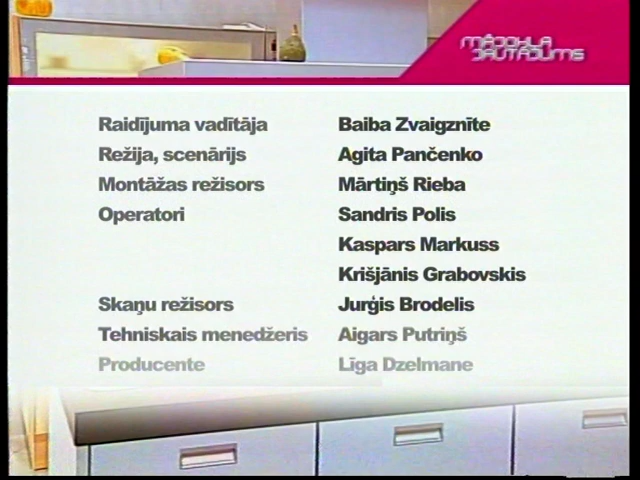 MĀJOKĻA
JAUTĀJUMS
Raidījuma vadītāja Baiba Zvaigznīte
Režija, scenārijs Agita Pančenko
Montāžas režisors Mārtiņš Rieba
Operatori Sandris Polis
Kaspars Markuss
Krišjānis Grabovskis
Skaņu režisors Jurģis Brodelis
Tehniskais menedžeris Aigars Putriņš
Producente Līga Dzelmane